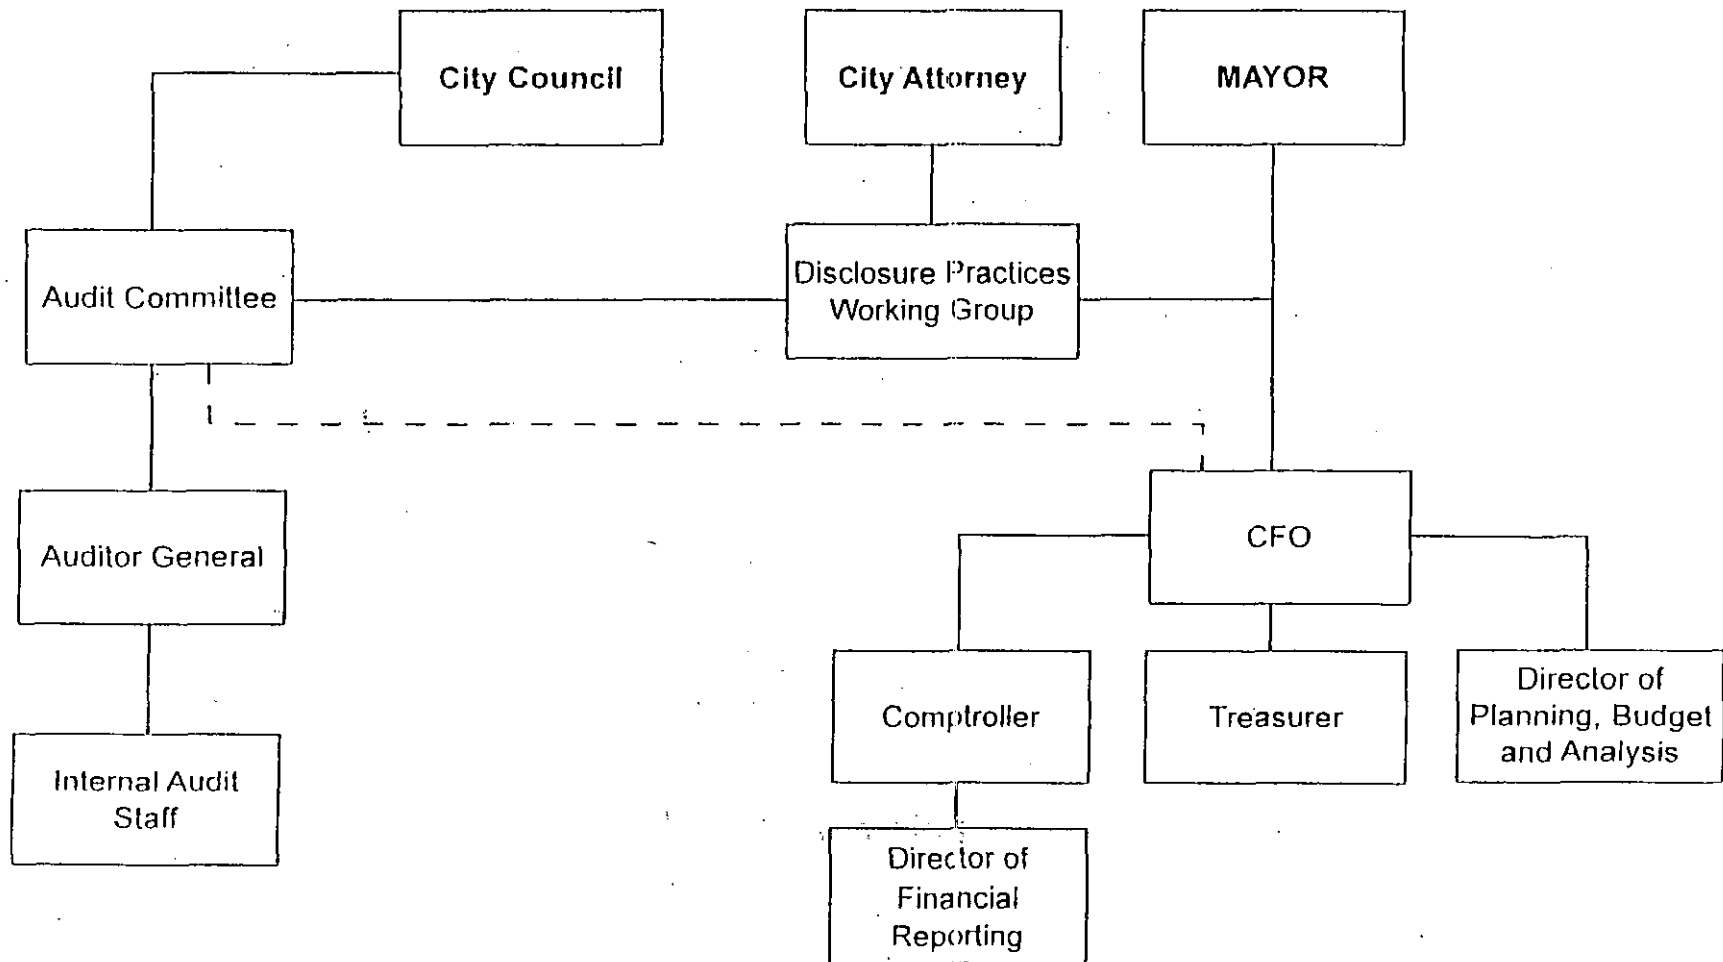 City Council
City Attorney
MAYOR
Audit Committee
Disclosure Practices
Working Group
Auditor General
CFO
Comptroller
Treasurer
Director of
Planning, Budget
and Analysis
Internal Audit
Staff
Director of
Financial
Reporting